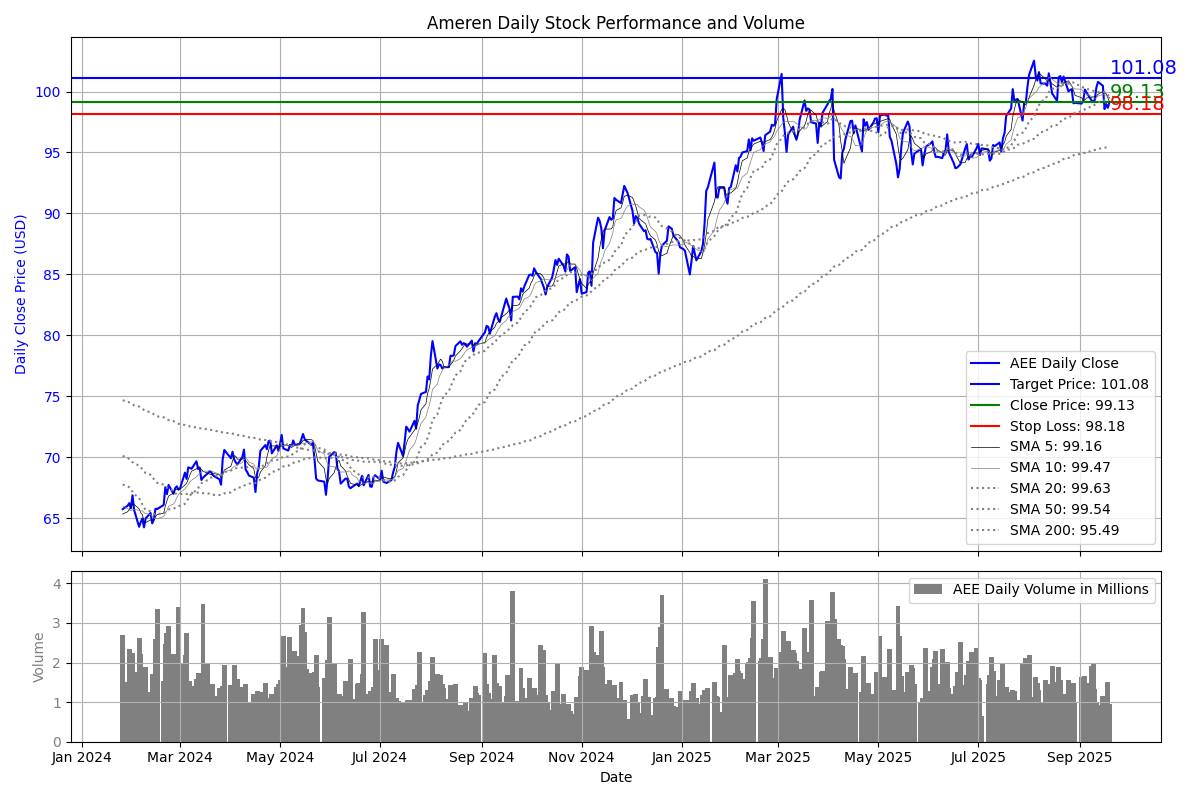 Ameren Daily Stock Performance and Volume
Daily Close Price (USD)
100
95
90
85
80
75
70
65
101.08
99.13
98.18
AEE Daily Close
Target Price: 101.08
Close Price: 99.13
Stop Loss: 98.18
SMA 5: 99.16
SMA 10: 99.47
SMA 20: 99.63
SMA 50: 99.54
SMA 200: 95.49
Volume
4
3
2
1
0
AEE Daily Volume in Millions
Jan 2024 Mar 2024 May 2024 Jul 2024 Sep 2024 Nov 2024 Jan 2025 Mar 2025 May 2025 Jul 2025 Sep 2025
Date